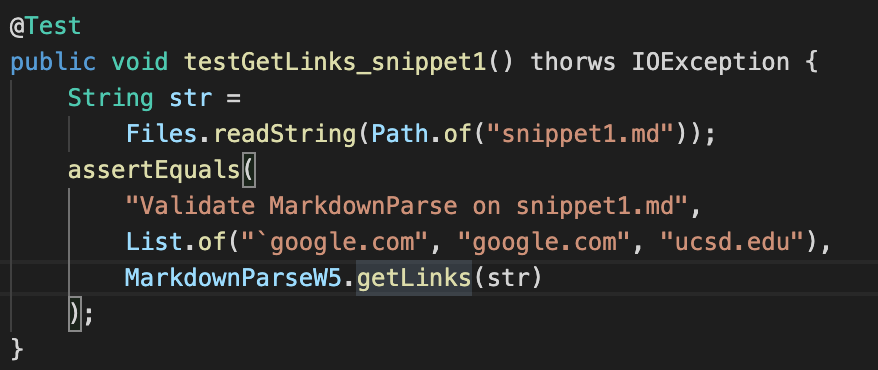 @Test
public void testGetLinks_snippet1() thorws IOException {
String str =
Files.readString(Path.of("snippet1.md"));
assertEquals(
"Validate MarkdownParse on snippet1.md",
List.of("`google.com", "google.com", "ucsd.edu"),
MarkdownParseW5.getLinks(str)
);
}